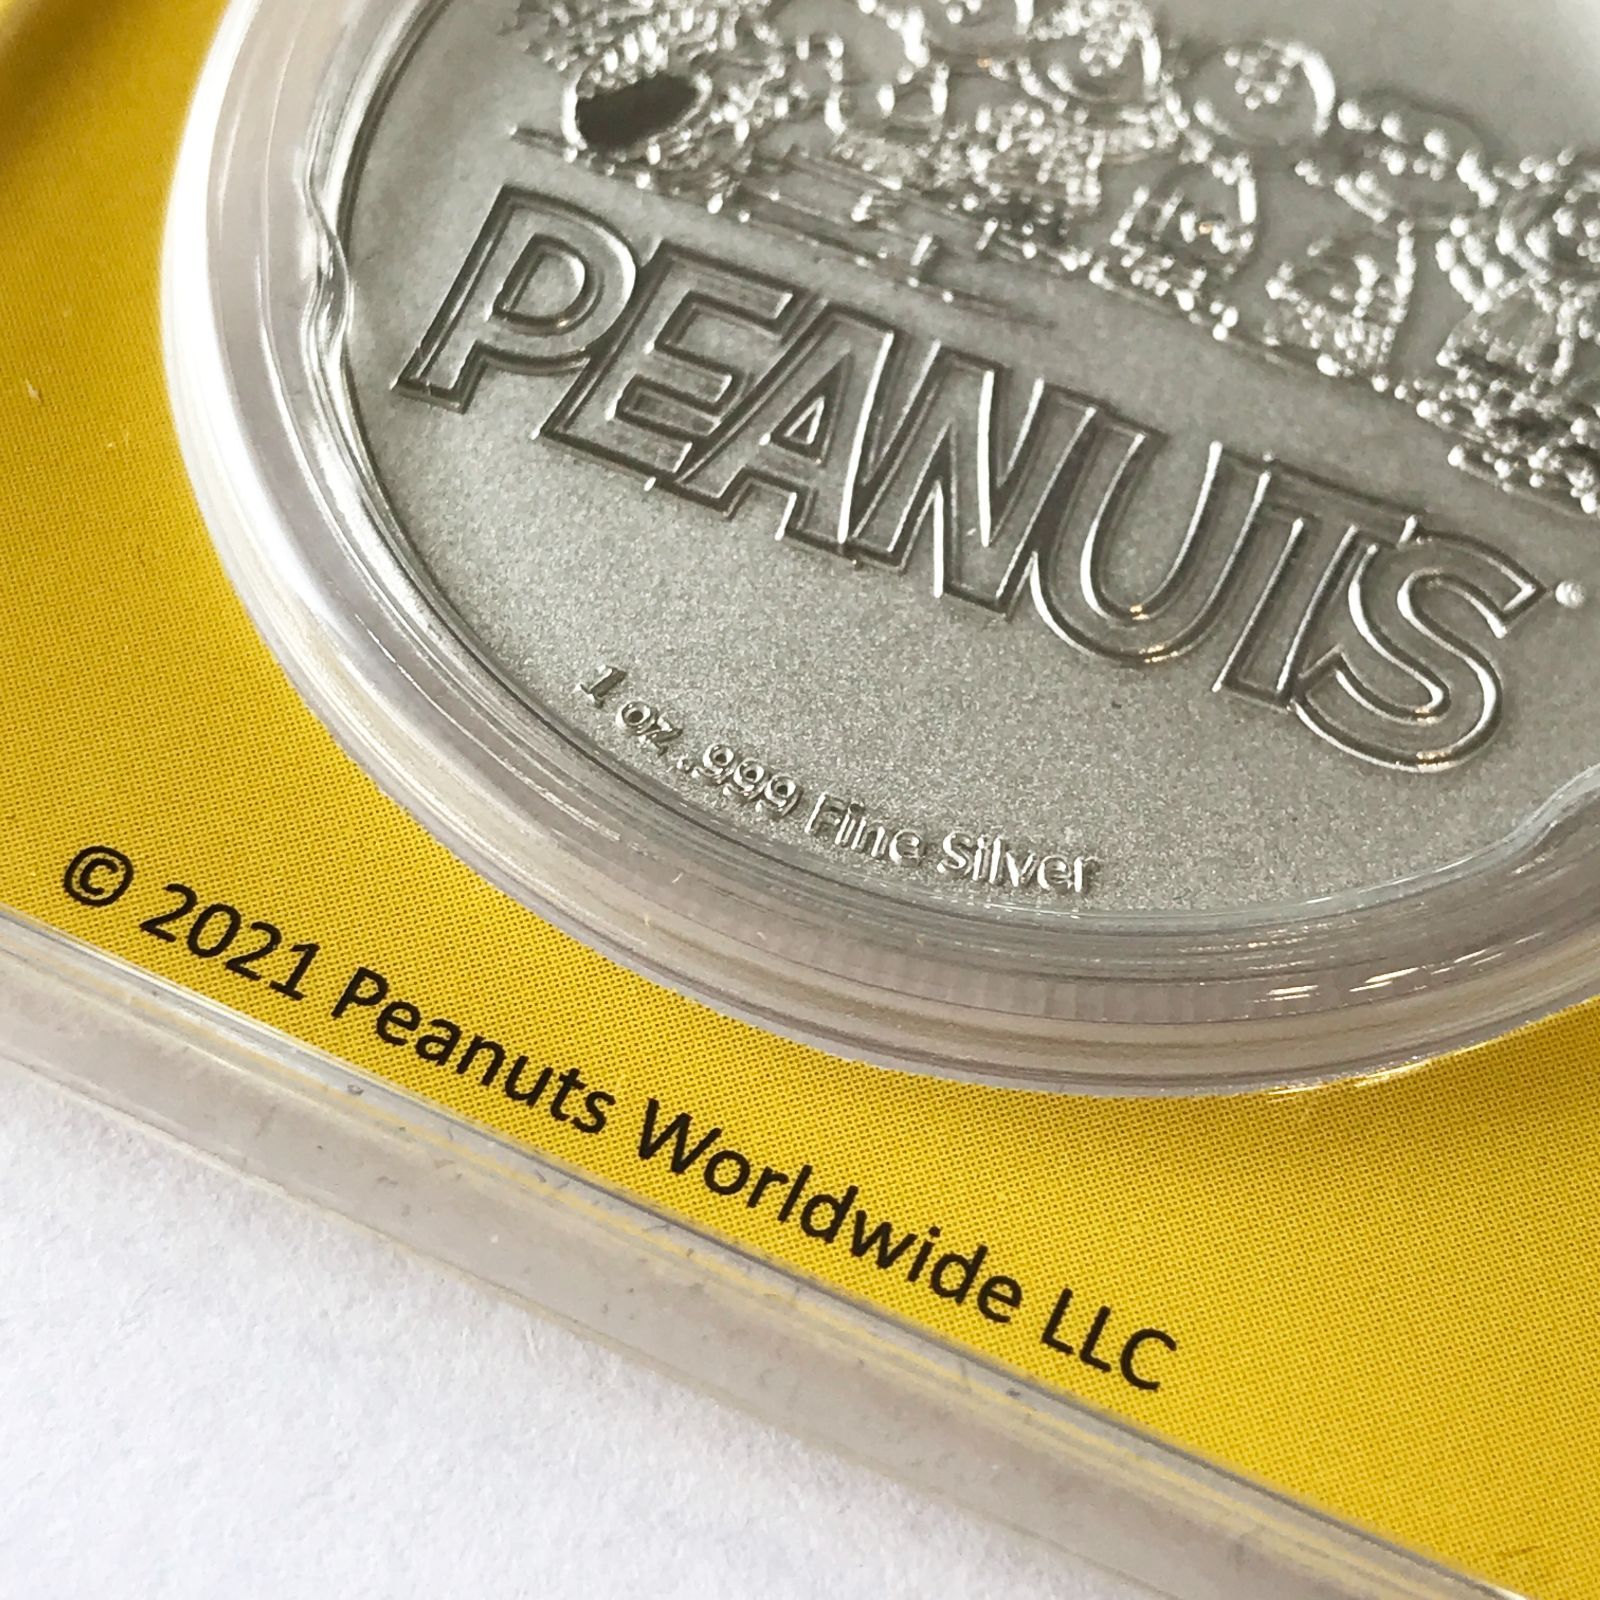 PEANUTS®
1 oz .999 Fine Silver
© 2021 Peanuts Worldwide LLC